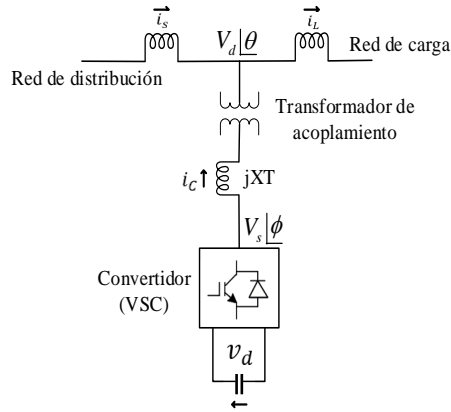 i_s
i_L
V_d|θ
Red de carga
Red de distribución
Transformador de
acoplamiento
i_C
jXT
V_s|ϕ
Convertidor
(VSC)
v_d